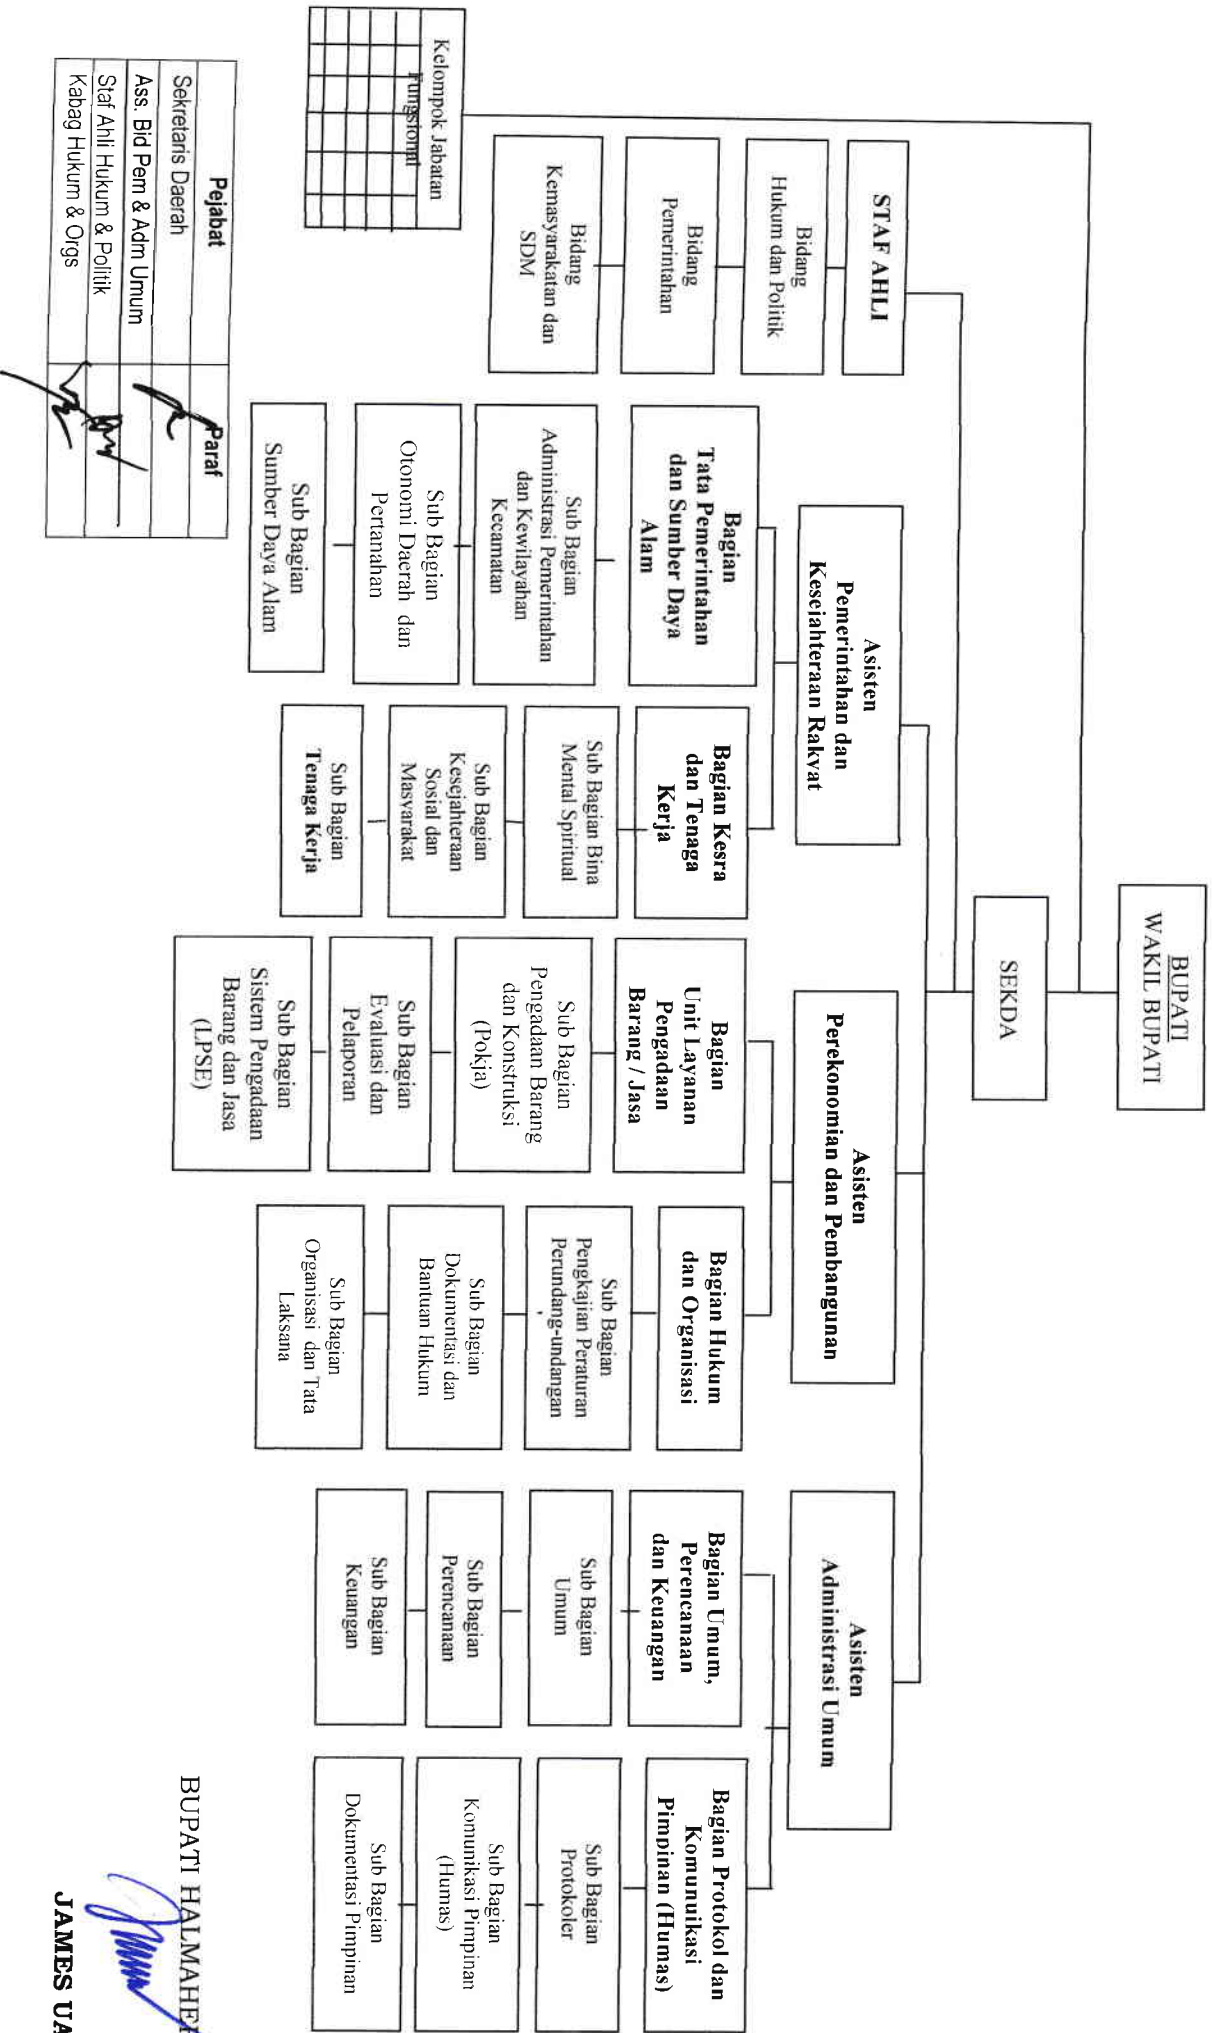 BUPATI
WAKIL BUPATI
SEKDA
STAF AHLI
Bidang
Hukum dan Politik
Bidang
Pemerintahan
Bidang
Kemasyarakatan dan
SDM
Kelompok Jabatan
Fungsional
Asisten
Pemerintahan dan
Kesejahteraan Rakyat
Bagian
Tata Pemerintahan
dan Sumber Daya
Alam
Sub Bagian
Administrasi Pemerintahan
dan Kewilayahan
Kecamatan
Sub Bagian
Otonomi Daerah dan
Pertanahan
Sub Bagian
Sumber Daya Alam
Bagian Kesra
dan Tenaga
Kerja
Sub Bagian Bina
Mental Spiritual
Sub Bagian
Kesejahteraan
Sosial dan
Masyarakat
Sub Bagian
Tenaga Kerja
Asisten
Perekonomian dan Pembangunan
Bagian
Unit Layanan
Pengadaan
Barang / Jasa
Sub Bagian
Pengadaan Barang
dan Konstruksi
(Pokja)
Sub Bagian
Evaluasi dan
Pelaporan
Sub Bagian
Sistem Pengadaan
Barang dan Jasa
(LPSE)
Bagian Hukum
dan Organisasi
Sub Bagian
Pengkajian Peraturan
Perundang-undangan
Sub Bagian
Dokumentasi dan
Bantuan Hukum
Sub Bagian
Organisasi dan Tata
Laksana
Asisten
Administrasi Umum
Bagian Umum,
Perencanaan
dan Keuangan
Sub Bagian
Umum
Sub Bagian
Perencanaan
Sub Bagian
Keuangan
Bagian Protokol dan
Komunuikasi
Pimpinan (Humas)
Sub Bagian
Protokoler
Sub Bagian
Komunikasi Pimpinan
(Humas)
Sub Bagian
Dokumentasi Pimpinan
Pejabat Paraf
Sekretaris Daerah
Ass. Bid Pem & Adm Umum
Staf Ahli Hukum & Politik
Kabag Hukum & Orgs
BUPATI HALMAHE
JAMES UA